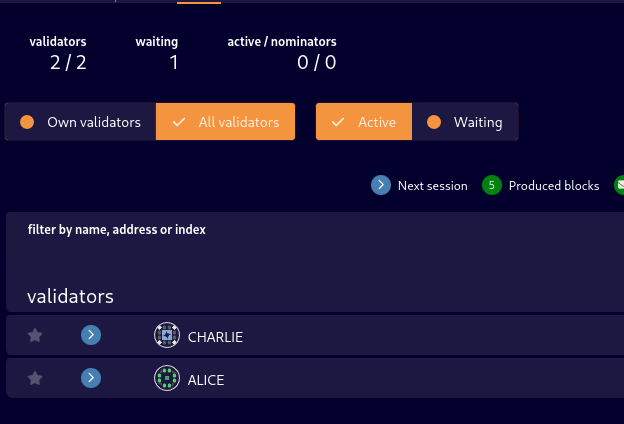 validators waiting active / nominators
2 / 2 1 0 / 0
Own validators All validators Active Waiting
Next session 5 Produced blocks
filter by name, address or index
validators
CHARLIE
ALICE